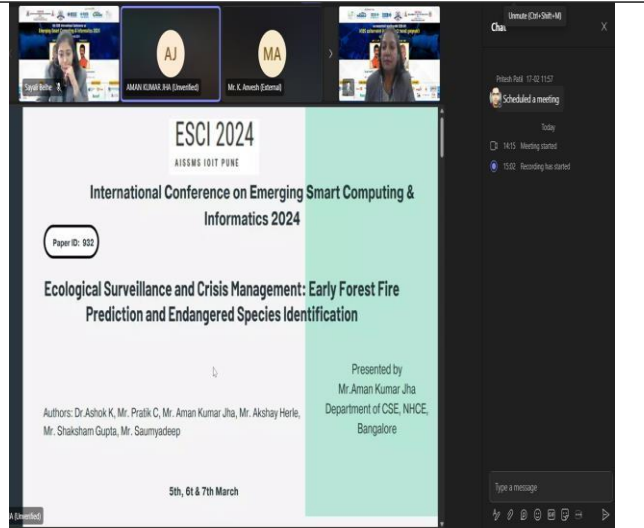 Unmute (Ctrl+Shift+M)
Sayali Belhe
AJ
AMAN KUMAR JHA (Unverified)
MA
Mr. K. Anvesh (External)
ESCI 2024
AISSMS IOIT PUNE
International Conference on Emerging Smart Computing &
Informatics 2024
Paper ID: 932
Ecological Surveillance and Crisis Management: Early Forest Fire
Prediction and Endangered Species Identification
Presented by
Mr.Aman Kumar Jha
Department of CSE, NHCE,
Bangalore
Authors: Dr.Ashok K, Mr. Pratik C, Mr. Aman Kumar Jha, Mr. Akshay Herle,
Mr. Shaksham Gupta, Mr. Saumyadeep
5th, 6t & 7th March
A (Unverified)
Pritesh Patil 17-02 11:57
Scheduled a meeting
Today
14:15 Meeting started
15:02 Recording has started
Type a message